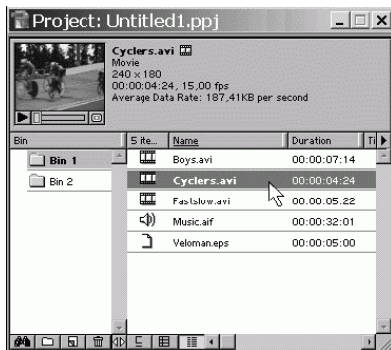 Project: Untitled1.ppj
Cyclers.avi
Movie
240 × 180
00:00:04:24, 15,00 fps
Average Data Rate: 187,41KB per second
Bin 5 ite... Name Duration Ti
Bin 1 Boys.avi 00:00:07:14
Bin 2 Cyclers.avi 00:00:04:24
Fastslow.avi 00:00:05:22
Music.aif 00:00:32:01
Veloman.eps 00:00:05:00